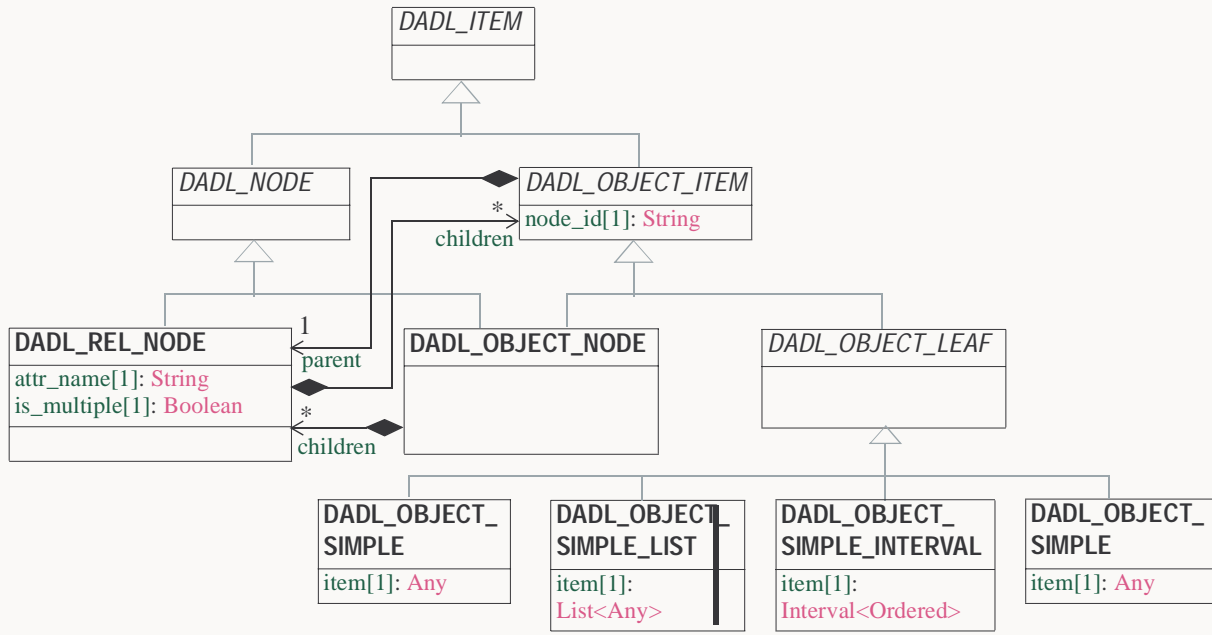 DADL_ITEM
DADL_NODE
DADL_OBJECT_ITEM
node_id[1]: String
*
children
DADL_REL_NODE
attr_name[1]: String
is_multiple[1]: Boolean
1
parent
*
children
DADL_OBJECT_NODE
DADL_OBJECT_LEAF
DADL_OBJECT_
SIMPLE
item[1]: Any
DADL_OBJECT_
SIMPLE_LIST
item[1]:
List<Any>
DADL_OBJECT_
SIMPLE_INTERVAL
item[1]:
Interval<Ordered>
DADL_OBJECT_
SIMPLE
item[1]: Any